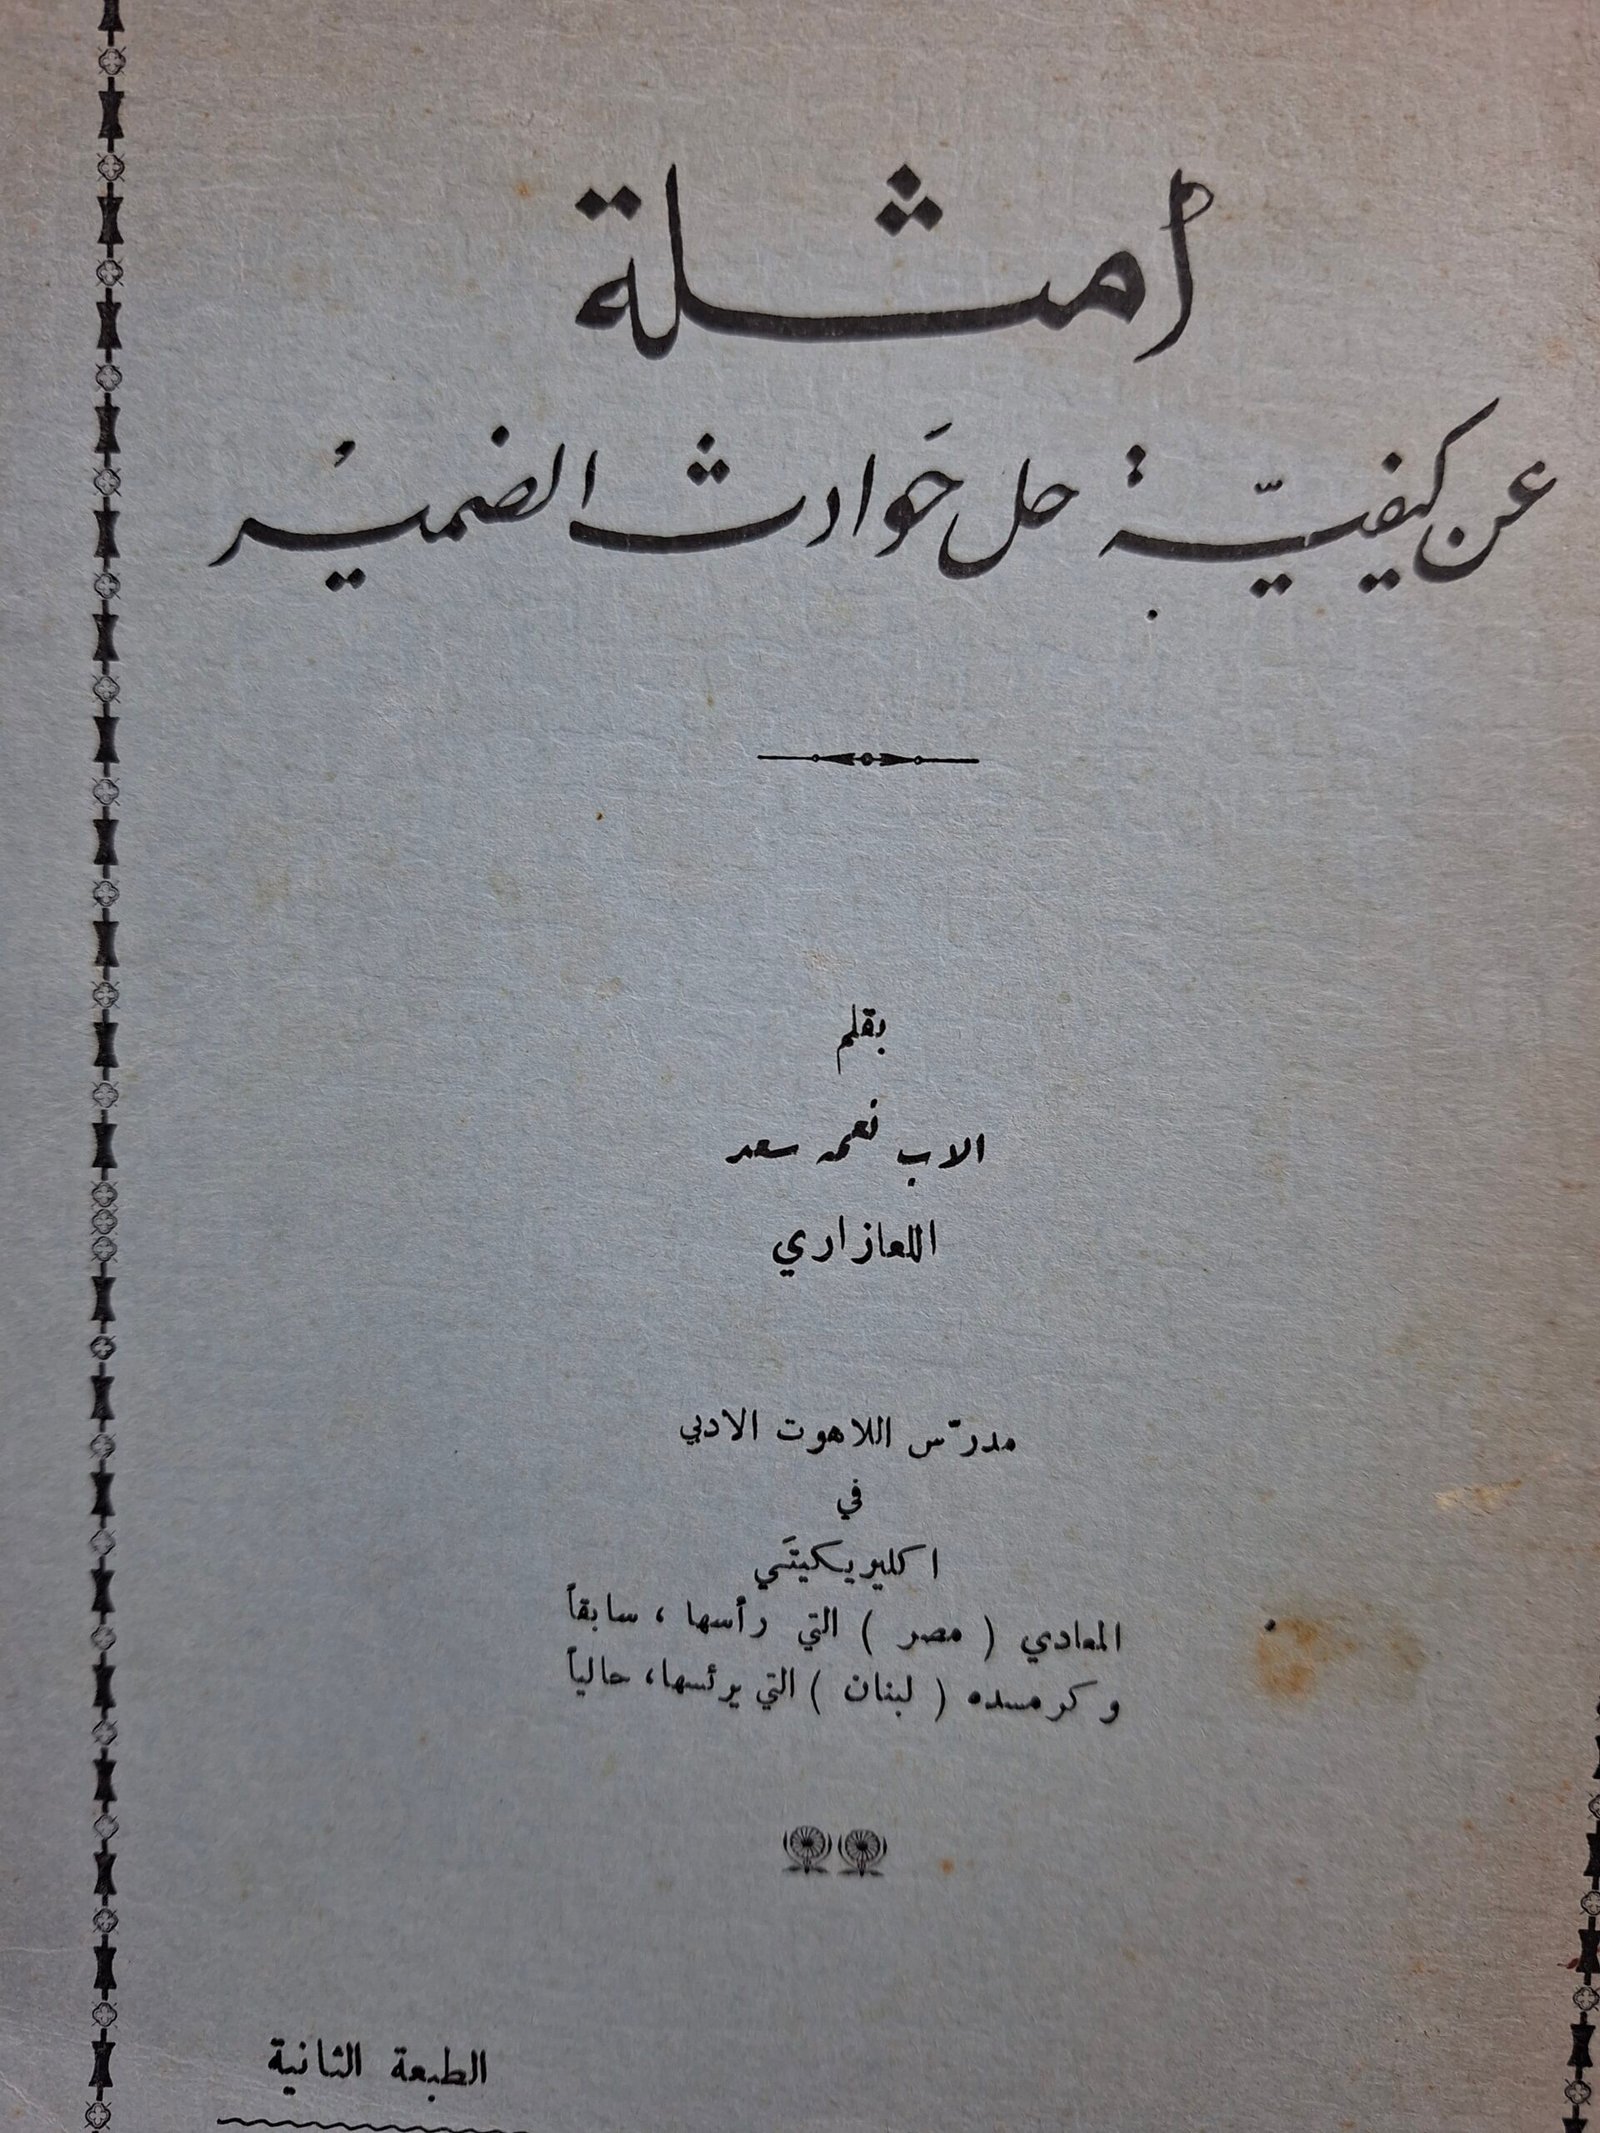 امثلة
عن كيفيّة حل حَوادث الضمير
بقلم
الاب نعمه سعد
اللعازاري
مدرّس اللاهوت الادبي
في
اكليريكيتَي
المعادي ( مصر ) التي رأسها ، سابقاً
وكرمسده ( لبنان ) التي يرئسها، حالياً
الطبعة الثانية